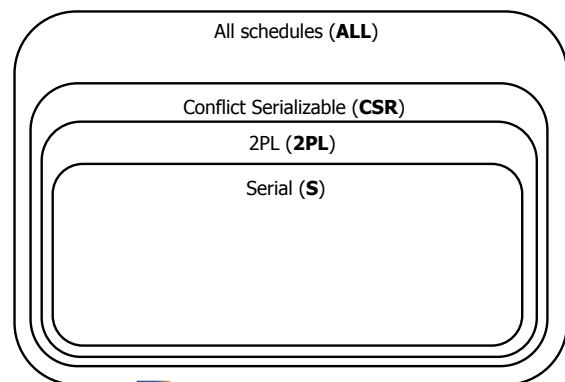 All schedules (ALL)
Conflict Serializable (CSR)
2PL (2PL)
Serial (S)